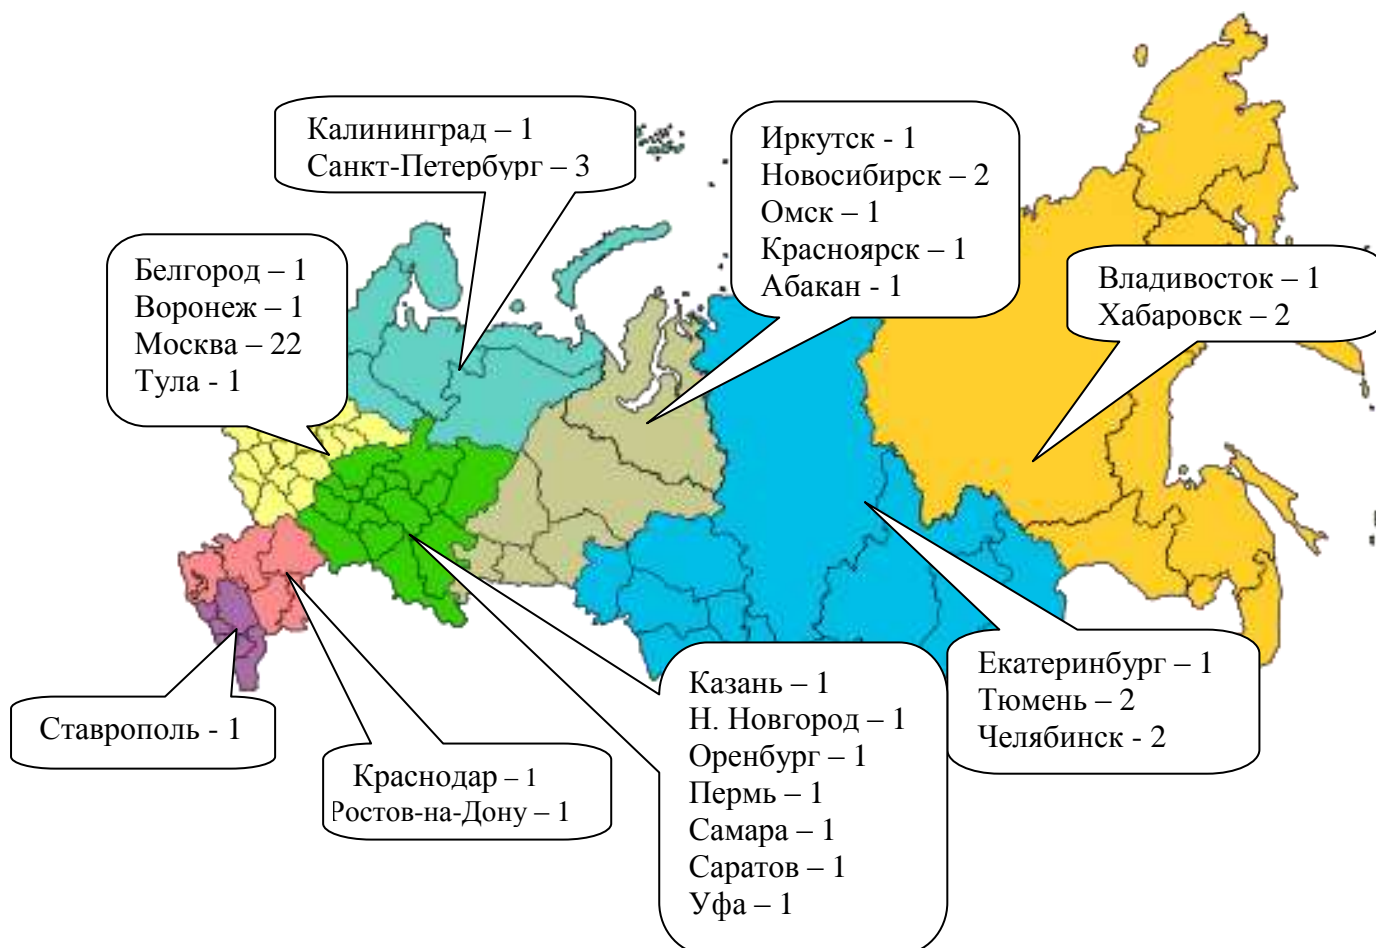 Калининград – 1
Санкт-Петербург – 3
Иркутск - 1
Новосибирск – 2
Омск – 1
Красноярск – 1
Абакан - 1
Белгород – 1
Воронеж – 1
Москва – 22
Тула - 1
Владивосток – 1
Хабаровск – 2
Ставрополь - 1
Краснодар – 1
Ростов-на-Дону – 1
Казань – 1
Н. Новгород – 1
Оренбург – 1
Пермь – 1
Самара – 1
Саратов – 1
Уфа – 1
Екатеринбург – 1
Тюмень – 2
Челябинск - 2